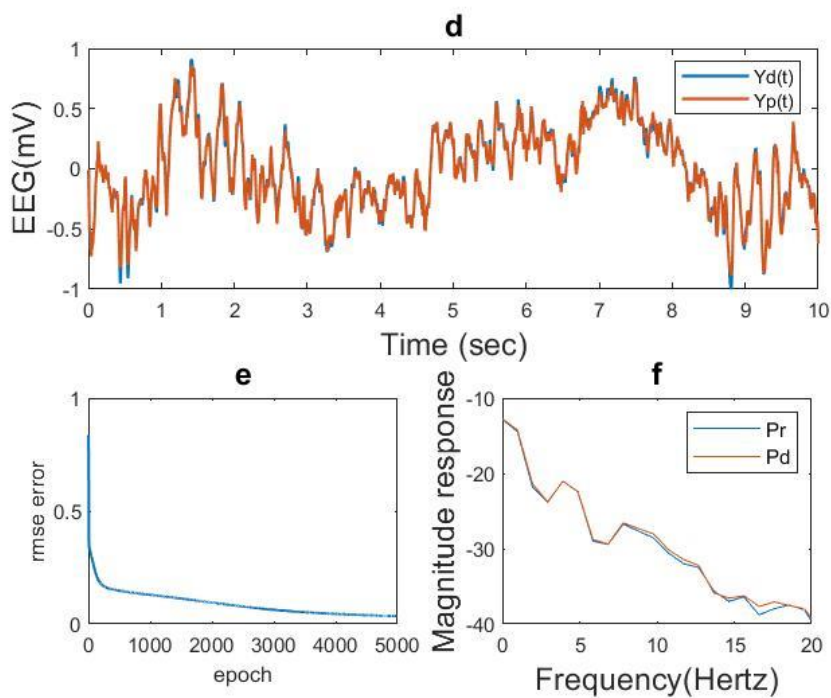 d
1
0.5
0
-0.5
-1
EEG(mV)
Yd(t)
Yp(t)
0 1 2 3 4 5 6 7 8 9 10
Time (sec)
e
1
0.5
0
rmse error
0 1000 2000 3000 4000 5000
epoch
f
-10
-20
-30
-40
Magnitude response
Pr
Pd
0 5 10 15 20
Frequency(Hertz)